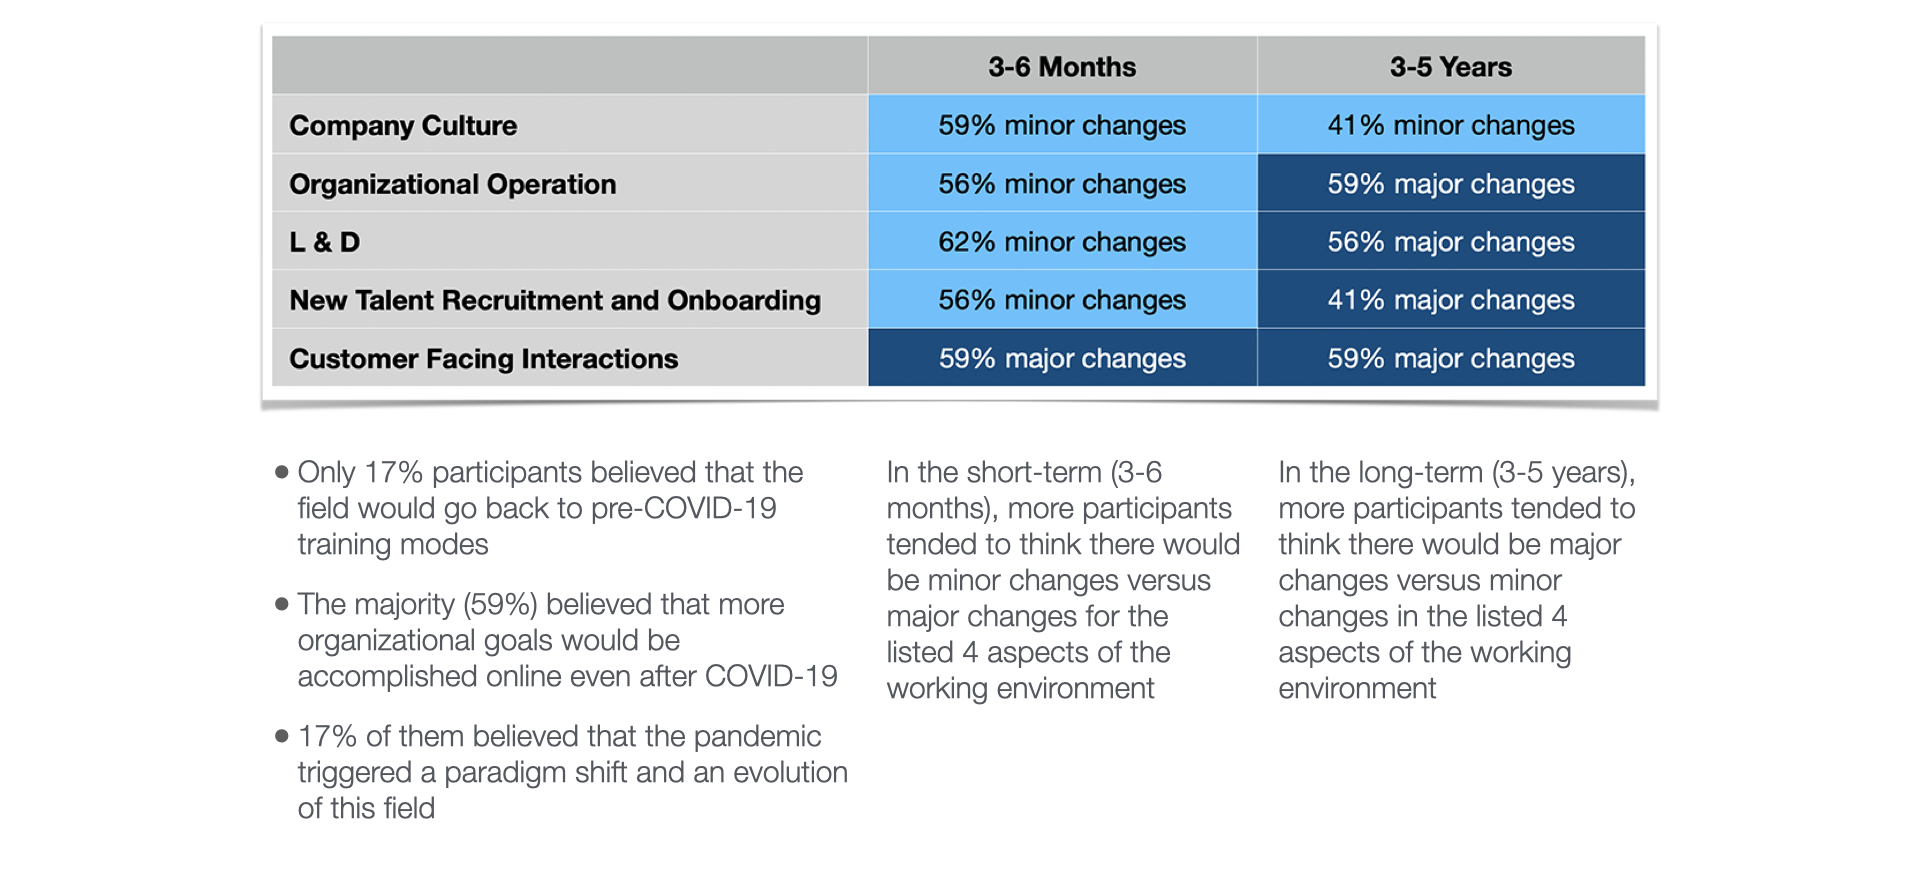 3-6 Months 3-5 Years
Company Culture 59% minor changes 41% minor changes
Organizational Operation 56% minor changes 59% major changes
L & D 62% minor changes 56% major changes
New Talent Recruitment and Onboarding 56% minor changes 41% major changes
Customer Facing Interactions 59% major changes 59% major changes
• Only 17% participants believed that the
field would go back to pre-COVID-19
training modes
• The majority (59%) believed that more
organizational goals would be
accomplished online even after COVID-19
• 17% of them believed that the pandemic
triggered a paradigm shift and an evolution
of this field
In the short-term (3-6
months), more participants
tended to think there would
be minor changes versus
major changes for the
listed 4 aspects of the
working environment
In the long-term (3-5 years),
more participants tended to
think there would be major
changes versus minor
changes in the listed 4
aspects of the working
environment